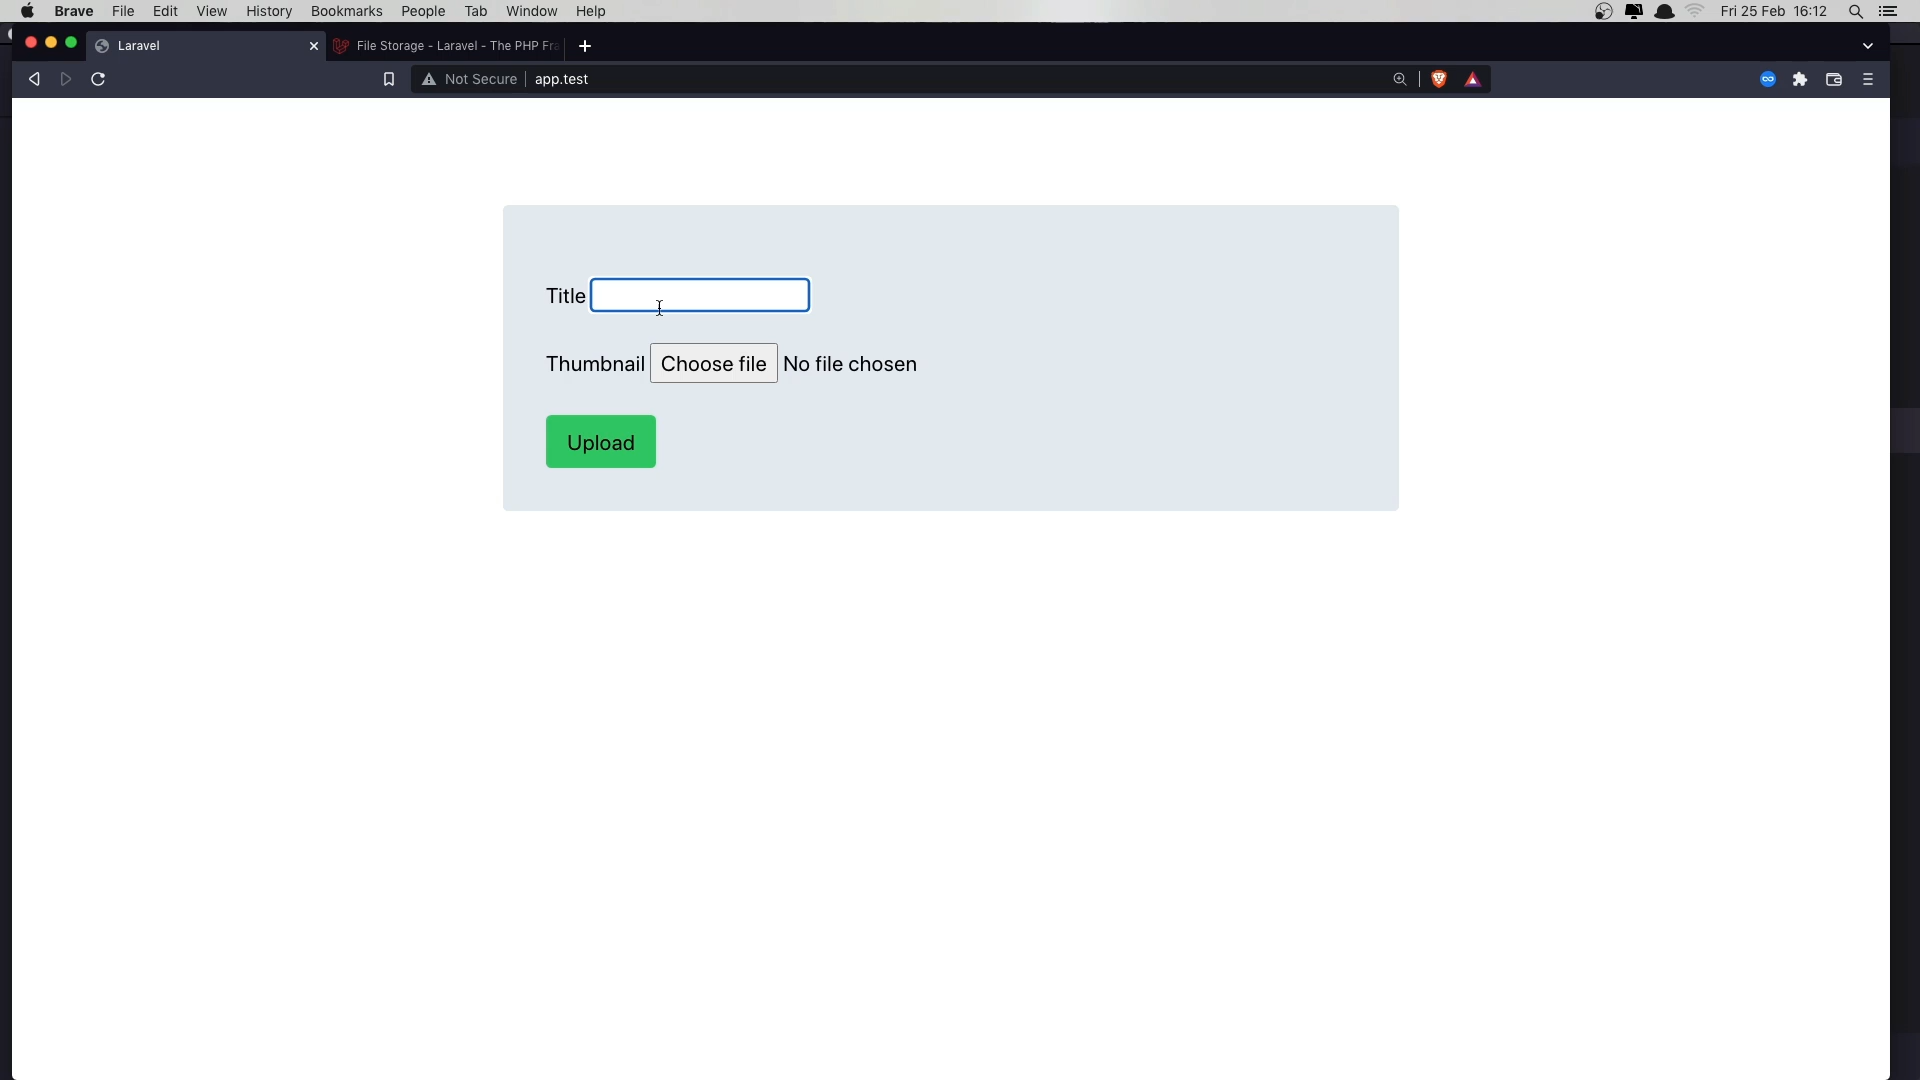 Brave File Edit View History Bookmarks People Tab Window Help Fri 25 Feb 16:12
Laravel File Storage - Laravel - The PHP Fra
Not Secure app.test
Title
Thumbnail Choose file No file chosen
Upload